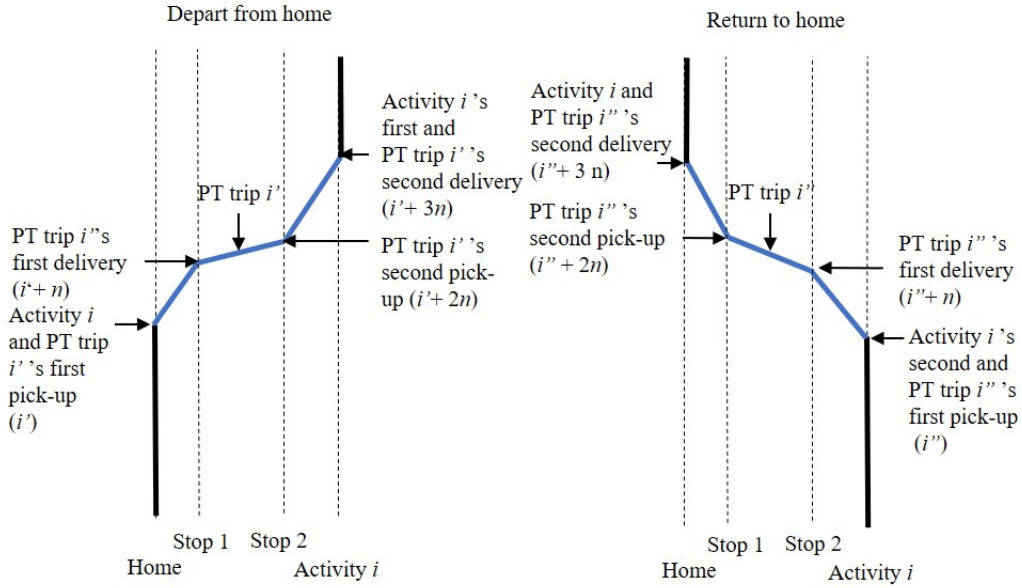 Depart from home
Activity i ’s
first and
PT trip i’ ’s
second delivery
(i’+ 3n)
PT trip i’
PT trip i’'s
first delivery
(i‘+ n)
PT trip i’ ’s
second pick-
up (i’+ 2n)
Activity i
and PT trip
i’ ’s first
pick-up
(i’)
Stop 1
Stop 2
Home
Activity i
Return to home
Activity i and
PT trip i” ’s
second delivery
(i”+ 3 n)
PT trip i”
PT trip i” ’s
second pick-up
(i” + 2n)
PT trip i” ’s
first delivery
(i”+ n)
Activity i ’s
second and
PT trip i” ’s
first pick-up
(i”)
Stop 1
Stop 2
Home
Activity i